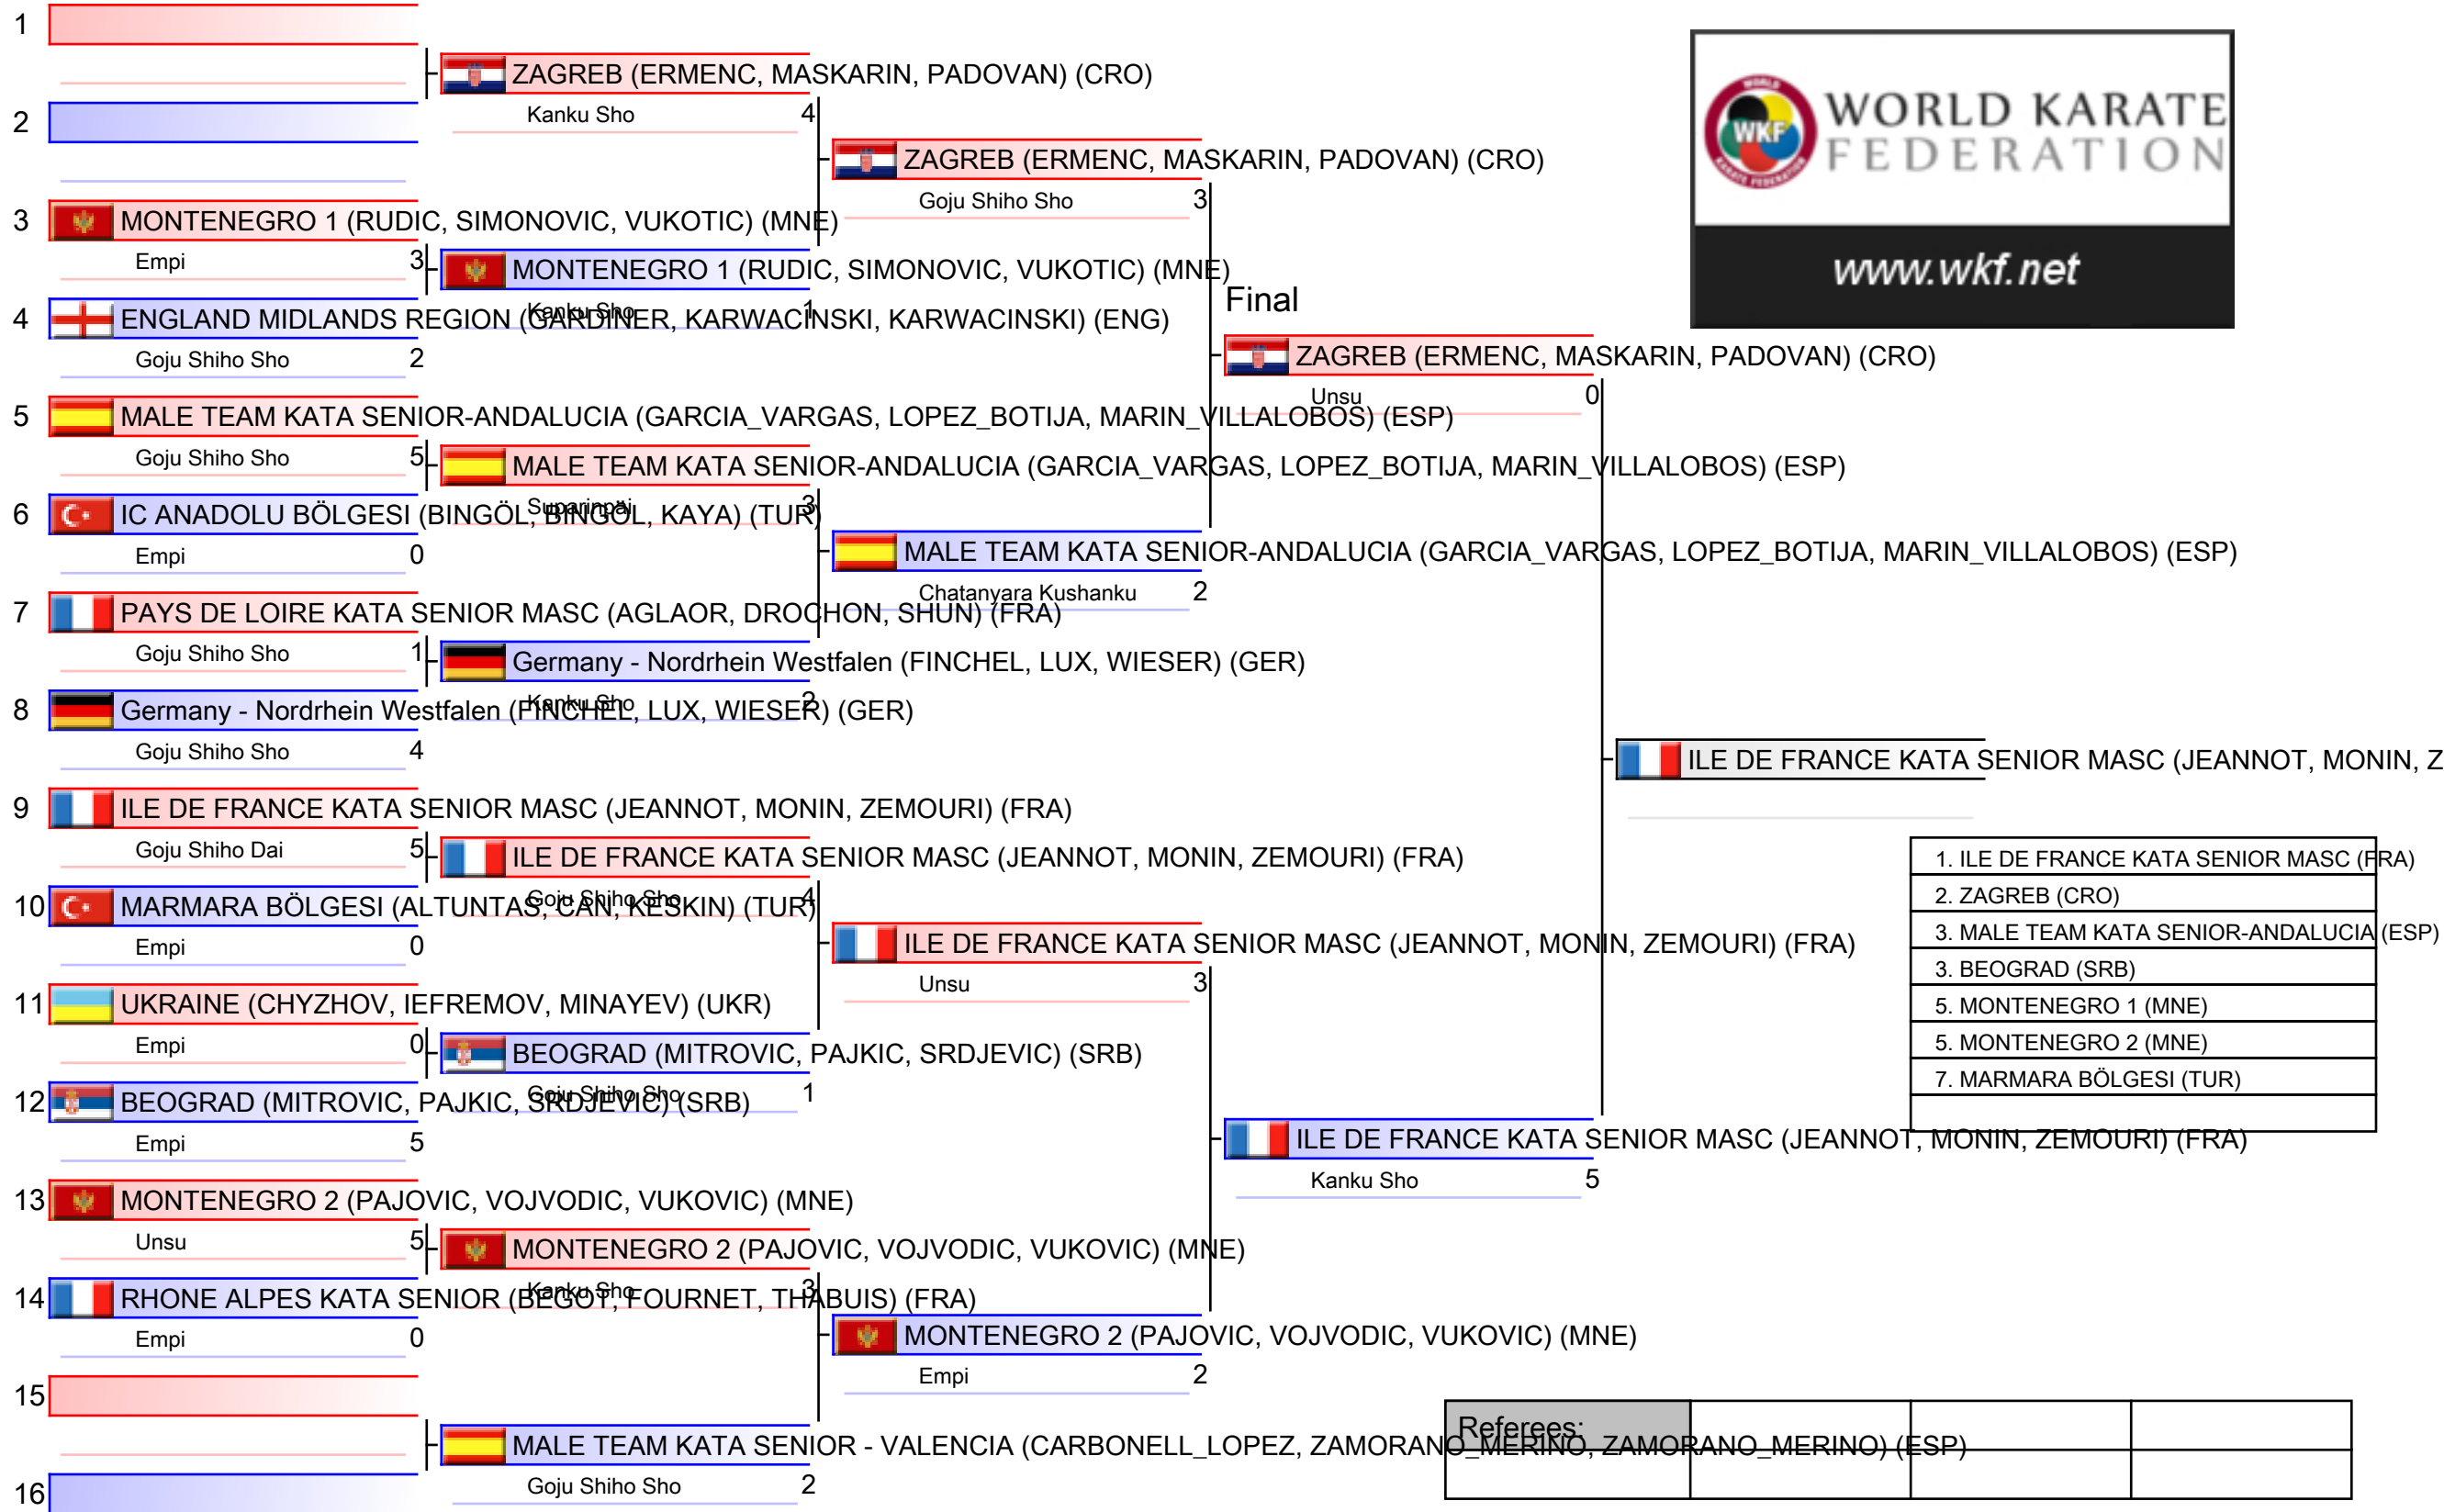 1
ZAGREB (ERMENC, MASKARIN, PADOVAN) (CRO)
Kanku Sho 4
2
ZAGREB (ERMENC, MASKARIN, PADOVAN) (CRO)
Goju Shiho Sho 3
3 MONTENEGRO 1 (RUDIC, SIMONOVIC, VUKOTIC) (MNE)
Empi 3
MONTENEGRO 1 (RUDIC, SIMONOVIC, VUKOTIC) (MNE)
Kanku Sho 1
4 ENGLAND MIDLANDS REGION (GARDINER, KARWACINSKI, KARWACINSKI) (ENG)
Goju Shiho Sho 2
Final
ZAGREB (ERMENC, MASKARIN, PADOVAN) (CRO)
Unsu 0
5 MALE TEAM KATA SENIOR-ANDALUCIA (GARCIA_VARGAS, LOPEZ_BOTIJA, MARIN_VILLALOBOS) (ESP)
Goju Shiho Sho 5
MALE TEAM KATA SENIOR-ANDALUCIA (GARCIA_VARGAS, LOPEZ_BOTIJA, MARIN_VILLALOBOS) (ESP)
Suparinpai 3
6 IC ANADOLU BÖLGESI (BINGÖL, BINGÖL, KAYA) (TUR)
Empi 0
MALE TEAM KATA SENIOR-ANDALUCIA (GARCIA_VARGAS, LOPEZ_BOTIJA, MARIN_VILLALOBOS) (ESP)
Chatanyara Kushanku 2
7 PAYS DE LOIRE KATA SENIOR MASC (AGLAOR, DROCHON, SHUN) (FRA)
Goju Shiho Sho 1
Germany - Nordrhein Westfalen (FINCHEL, LUX, WIESER) (GER)
Kanku Sho 2
8 Germany - Nordrhein Westfalen (FINCHEL, LUX, WIESER) (GER)
Goju Shiho Sho 4
ILE DE FRANCE KATA SENIOR MASC (JEANNOT, MONIN, Z
9 ILE DE FRANCE KATA SENIOR MASC (JEANNOT, MONIN, ZEMOURI) (FRA)
Goju Shiho Dai 5
ILE DE FRANCE KATA SENIOR MASC (JEANNOT, MONIN, ZEMOURI) (FRA)
Goju Shiho Sho 4
10 MARMARA BÖLGESI (ALTUNTAS, CAN, KESKIN) (TUR)
Empi 0
ILE DE FRANCE KATA SENIOR MASC (JEANNOT, MONIN, ZEMOURI) (FRA)
Unsu 3
11 UKRAINE (CHYZHOV, IEFREMOV, MINAYEV) (UKR)
Empi 0
BEOGRAD (MITROVIC, PAJKIC, SRDJEVIC) (SRB)
Goju Shiho Sho 1
12 BEOGRAD (MITROVIC, PAJKIC, SRDJEVIC) (SRB)
Empi 5
ILE DE FRANCE KATA SENIOR MASC (JEANNOT, MONIN, ZEMOURI) (FRA)
Kanku Sho 5
13 MONTENEGRO 2 (PAJOVIC, VOJVODIC, VUKOVIC) (MNE)
Unsu 5
MONTENEGRO 2 (PAJOVIC, VOJVODIC, VUKOVIC) (MNE)
Kanku Sho 3
14 RHONE ALPES KATA SENIOR (BEGOT, FOURNET, THABUIS) (FRA)
Empi 0
MONTENEGRO 2 (PAJOVIC, VOJVODIC, VUKOVIC) (MNE)
Empi 2
15
MALE TEAM KATA SENIOR - VALENCIA (CARBONELL_LOPEZ, ZAMORANO_MERINO, ZAMORANO_MERINO) (ESP)
Goju Shiho Sho 2
16
WORLD KARATE
FEDERATION
WORLD
WKF
KARATE FEDERATION
www.wkf.net
1. ILE DE FRANCE KATA SENIOR MASC (FRA)
2. ZAGREB (CRO)
3. MALE TEAM KATA SENIOR-ANDALUCIA (ESP)
3. BEOGRAD (SRB)
5. MONTENEGRO 1 (MNE)
5. MONTENEGRO 2 (MNE)
7. MARMARA BÖLGESI (TUR)
Referees: